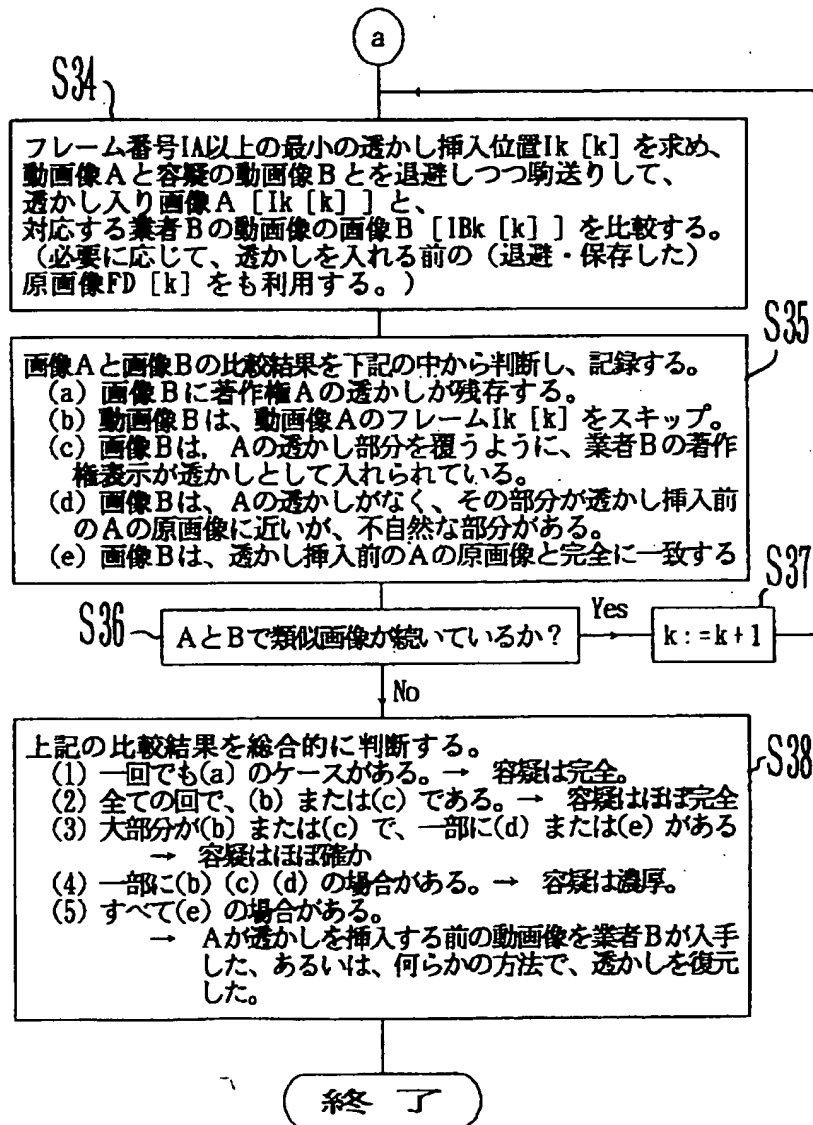 a
S34
フレーム番号IA以上の最小の透かし挿入位置Ik [k] を求め、
動画像Aと容疑の動画像Bとを退避しつつ駒送りして、
透かし入り画像A [Ik [k] ] と、
対応する業者Bの動画像の画像B [IBk [k] ] を比較する。
(必要に応じて、透かしを入れる前の (退避・保存した)
原画像FD [k] をも利用する。)
S35
画像Aと画像Bの比較結果を下記の中から判断し、記録する。
(a) 画像Bに著作権Aの透かしが残存する。
(b) 動画像Bは、動画像AのフレームIk [k] をスキップ。
(c) 画像Bは、Aの透かし部分を覆うように、業者Bの著作
権表示が透かしとして入れられている。
(d) 画像Bは、Aの透かしがなく、その部分が透かし挿入前
のAの原画像に近いが、不自然な部分がある。
(e) 画像Bは、透かし挿入前のAの原画像と完全に一致する
S36
AとBで類似画像が続いているか?
Yes
S37
k:=k+1
No
S38
上記の比較結果を総合的に判断する。
(1) 一回でも(a) のケースがある。→ 容疑は完全。
(2) 全ての回で、(b) または(c) である。→ 容疑はほぼ完全
(3) 大部分が(b) または(c) で、一部に(d) または(e) がある
→ 容疑はほぼ確か
(4) 一部に(b) (c) (d) の場合がある。→ 容疑は濃厚。
(5) すべて(e) の場合がある。
→ Aが透かしを挿入する前の動画像を業者Bが入手
した、あるいは、何らかの方法で、透かしを復元
した。
終 了